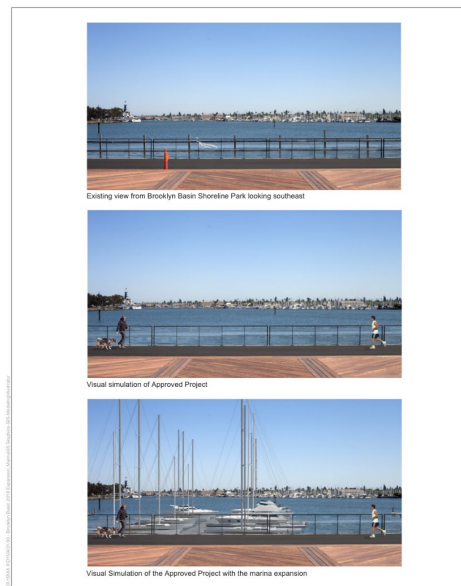 Existing view from Brooklyn Basin Shoreline Park looking southeast
Visual simulation of Approved Project
Visual Simulation of the Approved Project with the marina expansion